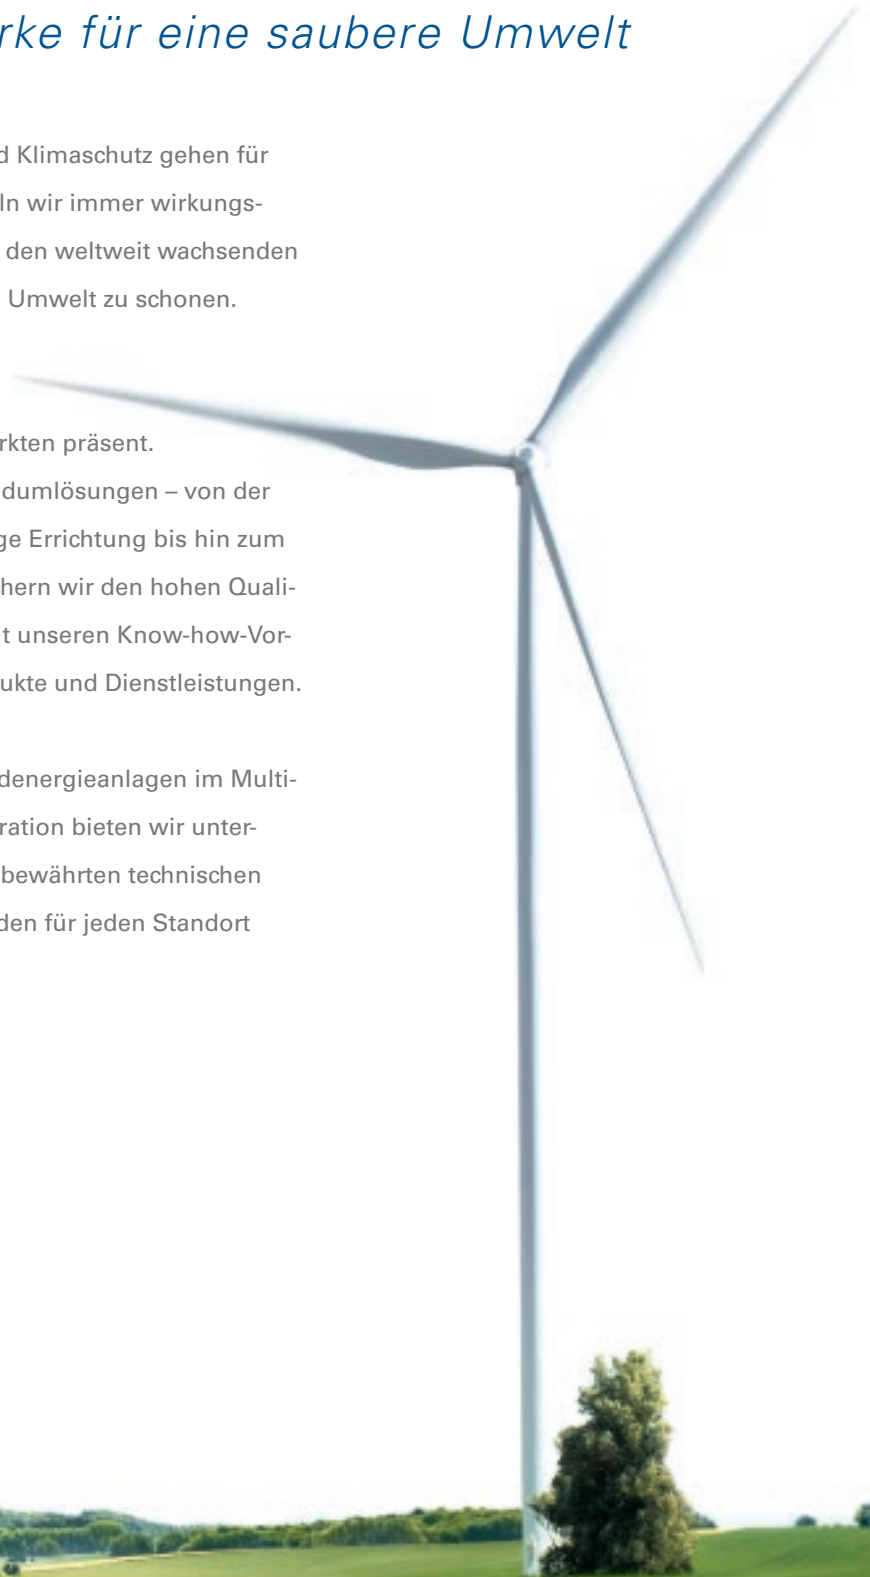 rke für eine saubere Umwelt
d Klimaschutz gehen für
ln wir immer wirkungs-
den weltweit wachsenden
Umwelt zu schonen.
rkten präsent.
dumlösungen – von der
ge Errichtung bis hin zum
chern wir den hohen Quali-
it unseren Know-how-Vor-
ukte und Dienstleistungen.
denergieanlagen im Multi-
ration bieten wir unter-
bewährten technischen
den für jeden Standort